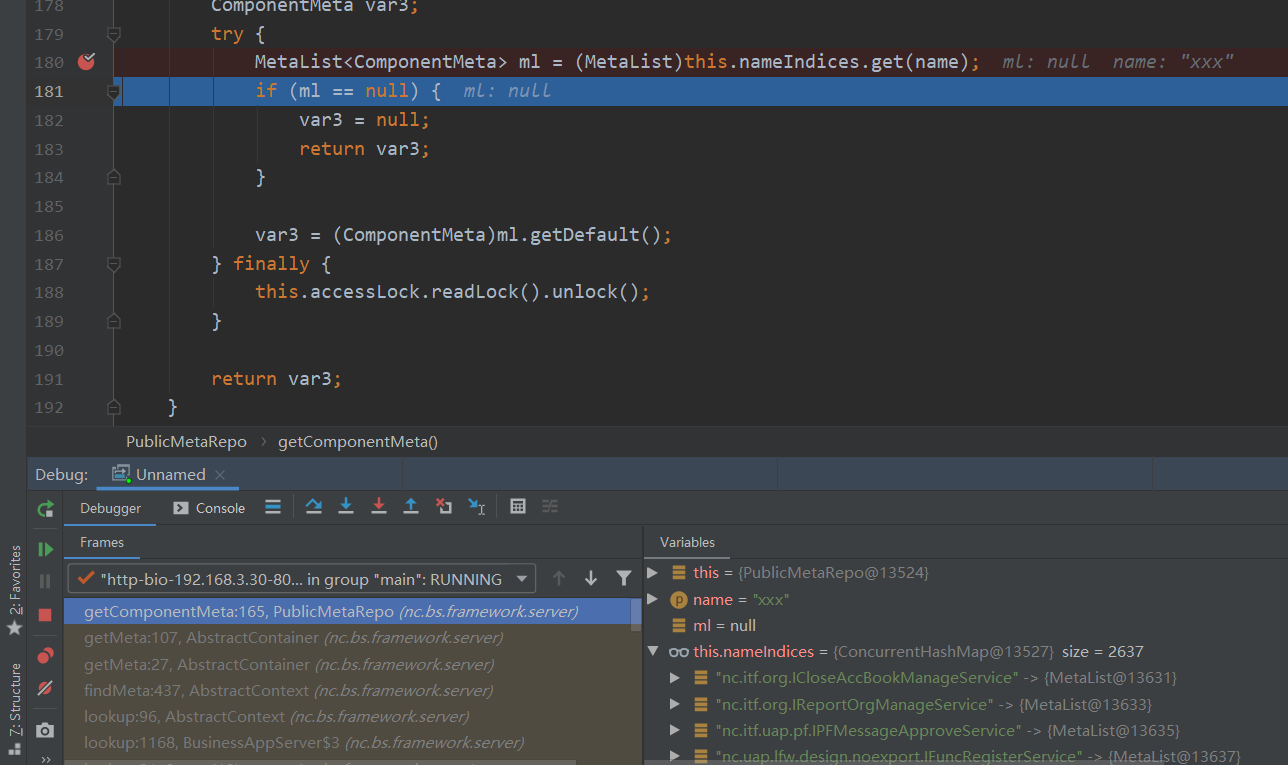 178 ComponentMeta var3;
179 try {
180 MetaList<ComponentMeta> ml = (MetaList)this.nameIndices.get(name); ml: null name: "xxx"
181 if (ml == null) { ml: null
182 var3 = null;
183 return var3;
184 }
185
186 var3 = (ComponentMeta)ml.getDefault();
187 } finally {
188 this.accessLock.readLock().unlock();
189 }
190
191 return var3;
192 }
PublicMetaRepo › getComponentMeta()
Debug: Unnamed
Debugger Console
Frames
"http-bio-192.168.3.30-80... in group "main": RUNNING
getComponentMeta:165, PublicMetaRepo (nc.bs.framework.server)
getMeta:107, AbstractContainer (nc.bs.framework.server)
getMeta:27, AbstractContainer (nc.bs.framework.server)
findMeta:437, AbstractContext (nc.bs.framework.server)
lookup:96, AbstractContext (nc.bs.framework.server)
lookup:1168, BusinessAppServer$3 (nc.bs.framework.server)
Variables
this = {PublicMetaRepo@13524}
p name = "xxx"
ml = null
this.nameIndices = {ConcurrentHashMap@13527} size = 2637
"nc.itf.org.ICloseAccBookManageService" -> {MetaList@13631}
"nc.itf.org.IReportOrgManageService" -> {MetaList@13633}
"nc.itf.uap.pf.IPFMessageApproveService" -> {MetaList@13635}
"nc.uap.lfw.design.noexport.IFuncRegisterService" -> {MetaList@13637}
2: Favorites
7: Structure